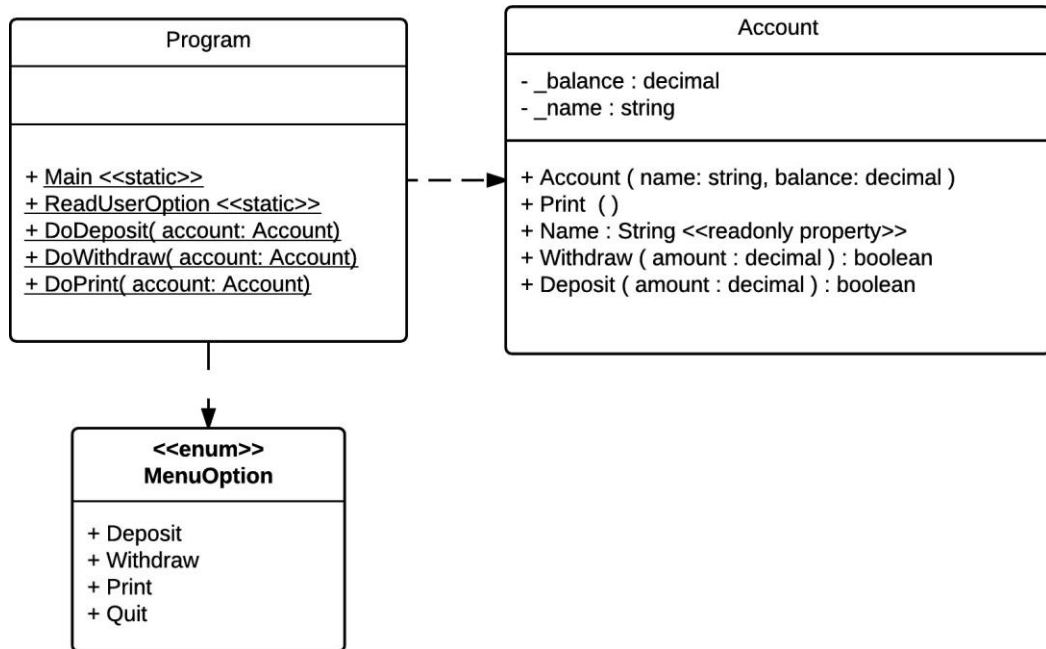 Program
+ Main <<static>>
+ ReadUserOption <<static>>
+ DoDeposit( account: Account)
+ DoWithdraw( account: Account)
+ DoPrint( account: Account)
Account
- _balance : decimal
- _name : string
+ Account ( name: string, balance: decimal )
+ Print ()
+ Name : String <<readonly property>>
+ Withdraw ( amount : decimal ) : boolean
+ Deposit ( amount : decimal ) : boolean
<<enum>>
MenuOption
+ Deposit
+ Withdraw
+ Print
+ Quit